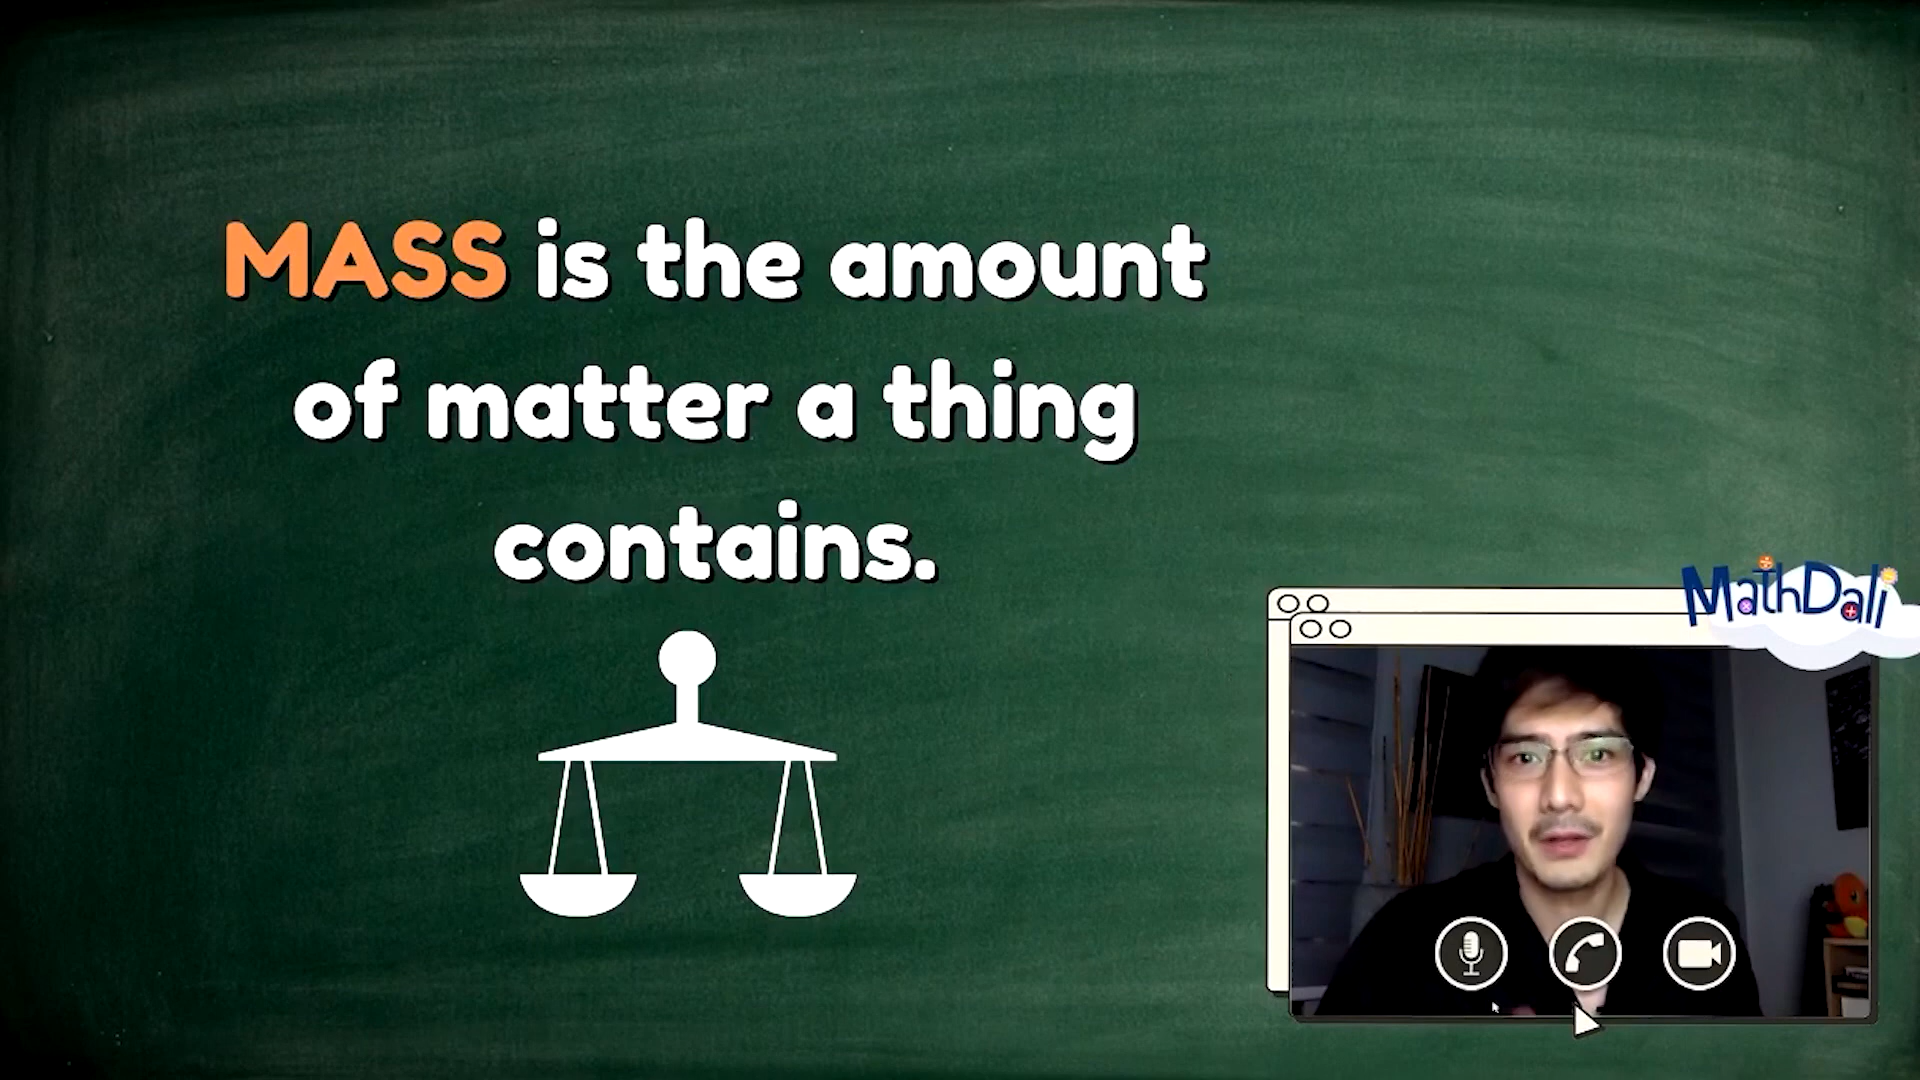 MASS is the amount
of matter a thing
contains.
MathDali